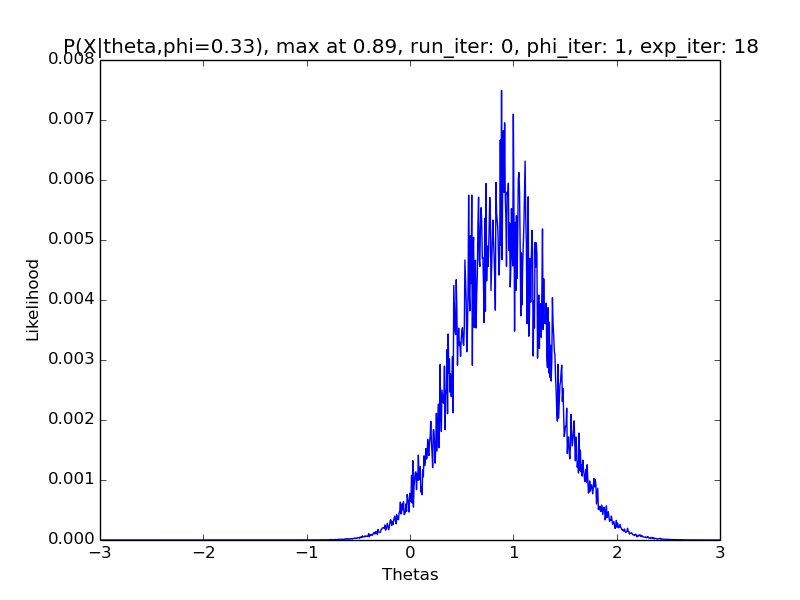 P(X|theta,phi=0.33), max at 0.89, run_iter: 0, phi_iter: 1, exp_iter: 18
0.008
0.007
0.006
0.005
0.004
0.003
0.002
0.001
0.000
Likelihood
−3 −2 −1 0 1 2 3
Thetas